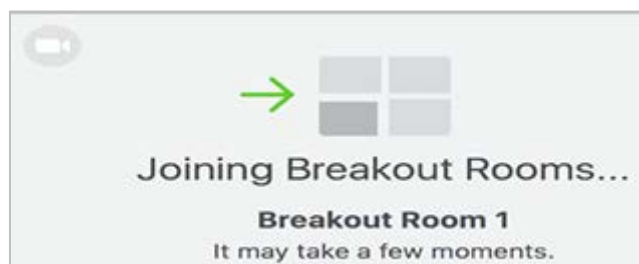 Joining Breakout Rooms...
Breakout Room 1
It may take a few moments.